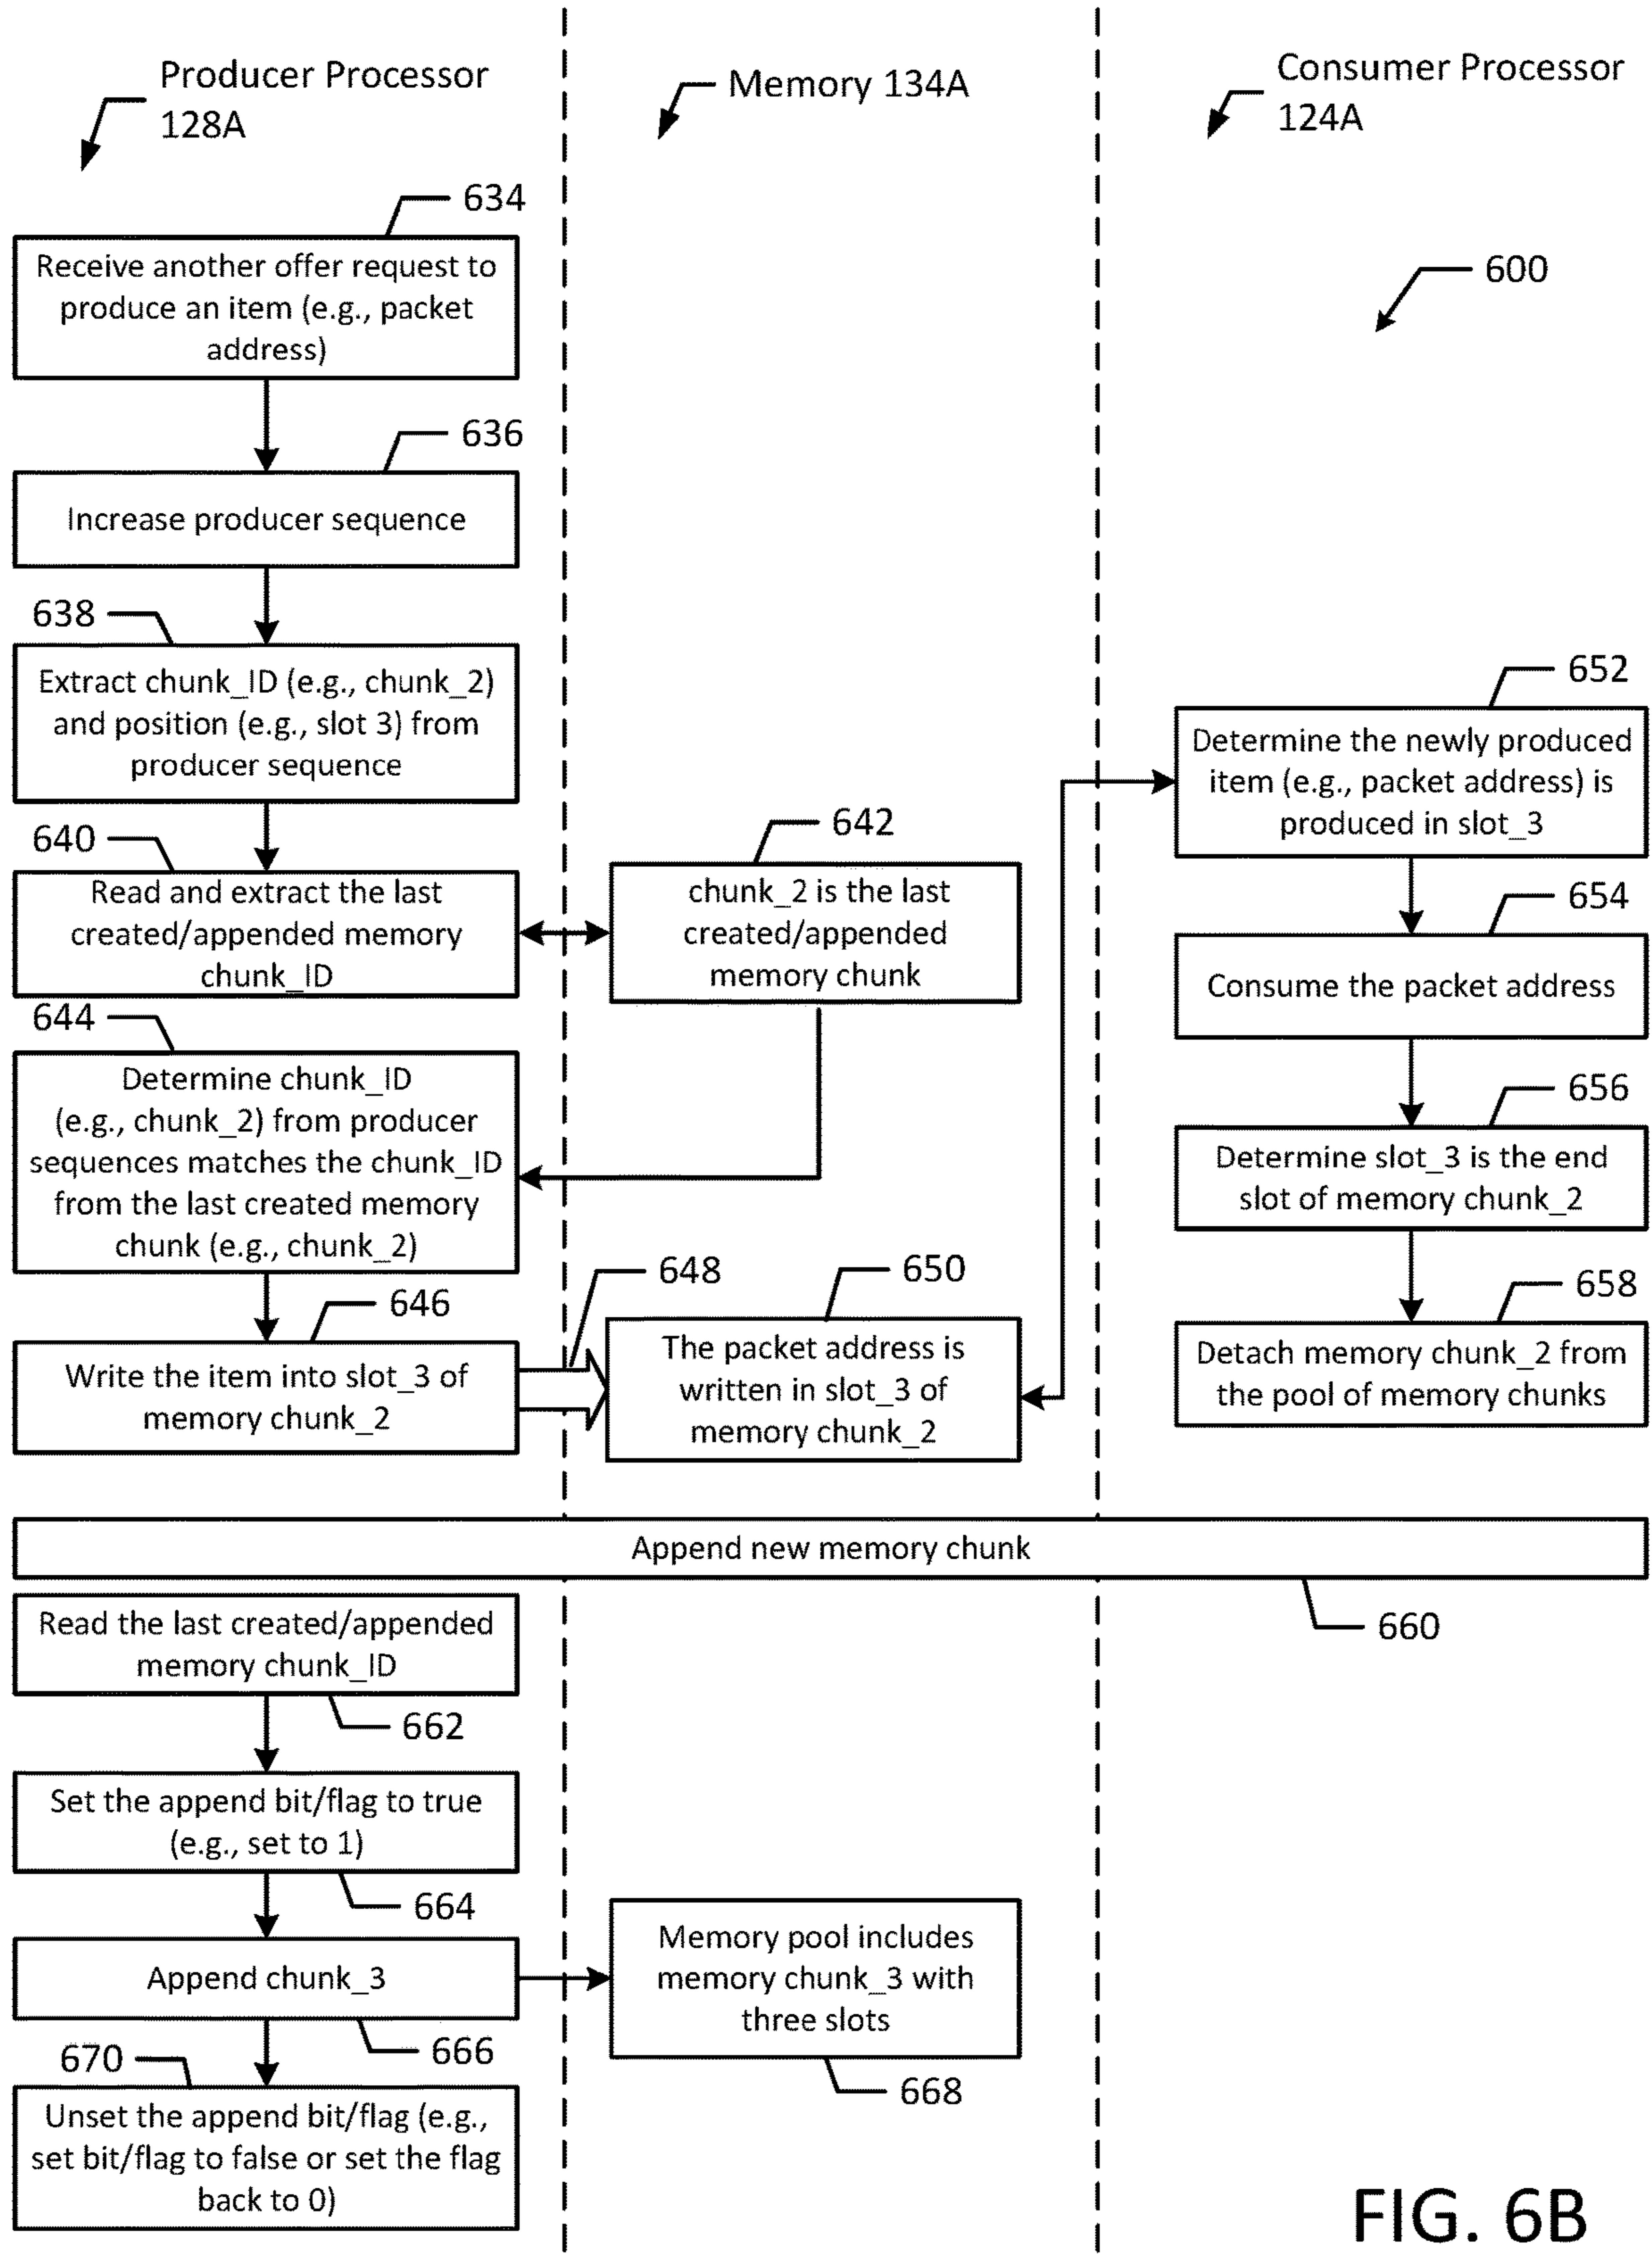 Producer Processor
128A
Memory 134A
Consumer Processor
124A
600
634
Receive another offer request to
produce an item (e.g., packet
address)
636
Increase producer sequence
638
Extract chunk_ID (e.g., chunk_2)
and position (e.g., slot 3) from
producer sequence
640
Read and extract the last
created/appended memory
chunk_ID
642
chunk_2 is the last
created/appended
memory chunk
644
Determine chunk_ID
(e.g., chunk_2) from producer
sequences matches the chunk_ID
from the last created memory
chunk (e.g., chunk_2)
646
Write the item into slot_3 of
memory chunk_2
648
650
The packet address is
written in slot_3 of
memory chunk_2
652
Determine the newly produced
item (e.g., packet address) is
produced in slot_3
654
Consume the packet address
656
Determine slot_3 is the end
slot of memory chunk_2
658
Detach memory chunk_2 from
the pool of memory chunks
Append new memory chunk
660
Read the last created/appended
memory chunk_ID
662
Set the append bit/flag to true
(e.g., set to 1)
664
Append chunk_3
666
Memory pool includes
memory chunk_3 with
three slots
668
670
Unset the append bit/flag (e.g.,
set bit/flag to false or set the flag
back to 0)
FIG. 6B